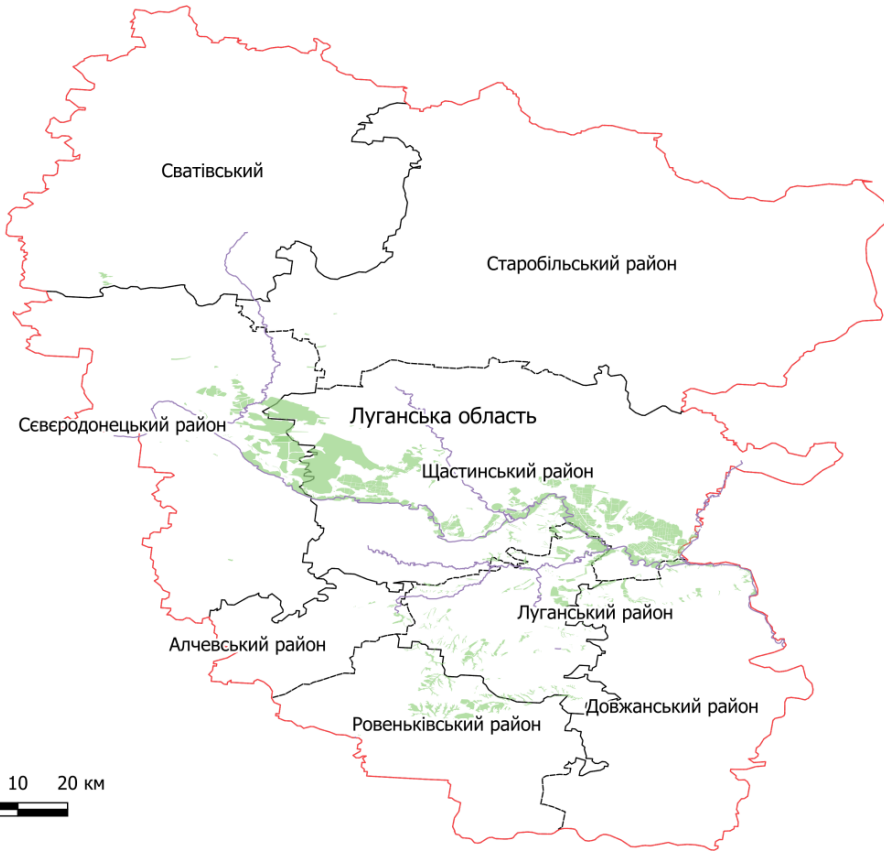 Сватівський
Старобільський район
Луганська область
Сєвєродонецький район
Щастинський район
Луганський район
Алчевський район
Довжанський район
Ровеньківський район
10 20 км